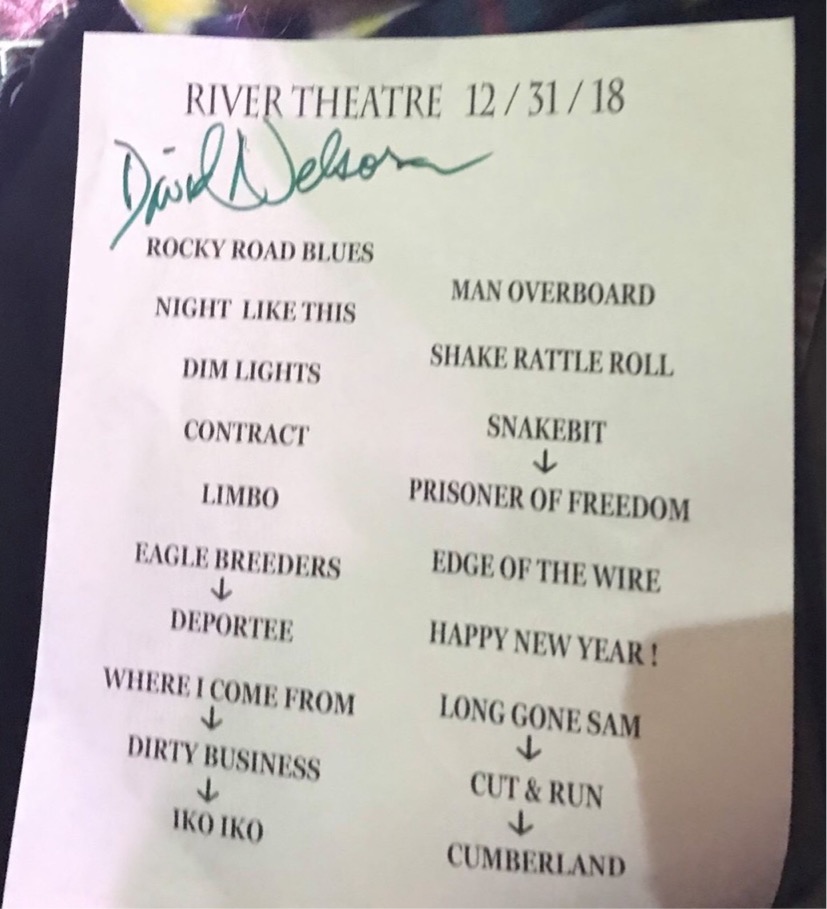 RIVER THEATRE 12/31/18
David Nelson
ROCKY ROAD BLUES
NIGHT LIKE THIS
DIM LIGHTS
CONTRACT
LIMBO
EAGLE BREEDERS
↓
DEPORTEE
WHERE I COME FROM
↓
DIRTY BUSINESS
↓
IKO IKO
MAN OVERBOARD
SHAKE RATTLE ROLL
SNAKEBIT
↓
PRISONER OF FREEDOM
EDGE OF THE WIRE
HAPPY NEW YEAR !
LONG GONE SAM
↓
CUT & RUN
↓
CUMBERLAND